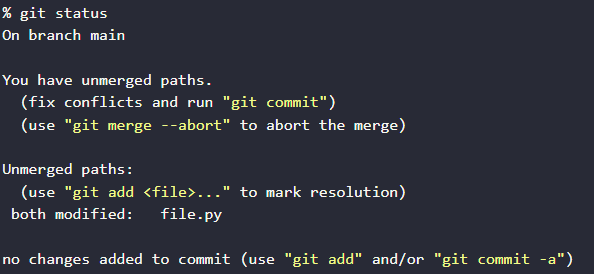 % git status
On branch main
You have unmerged paths.
(fix conflicts and run "git commit")
(use "git merge --abort" to abort the merge)
Unmerged paths:
(use "git add <file>..." to mark resolution)
both modified:   file.py
no changes added to commit (use "git add" and/or "git commit -a")